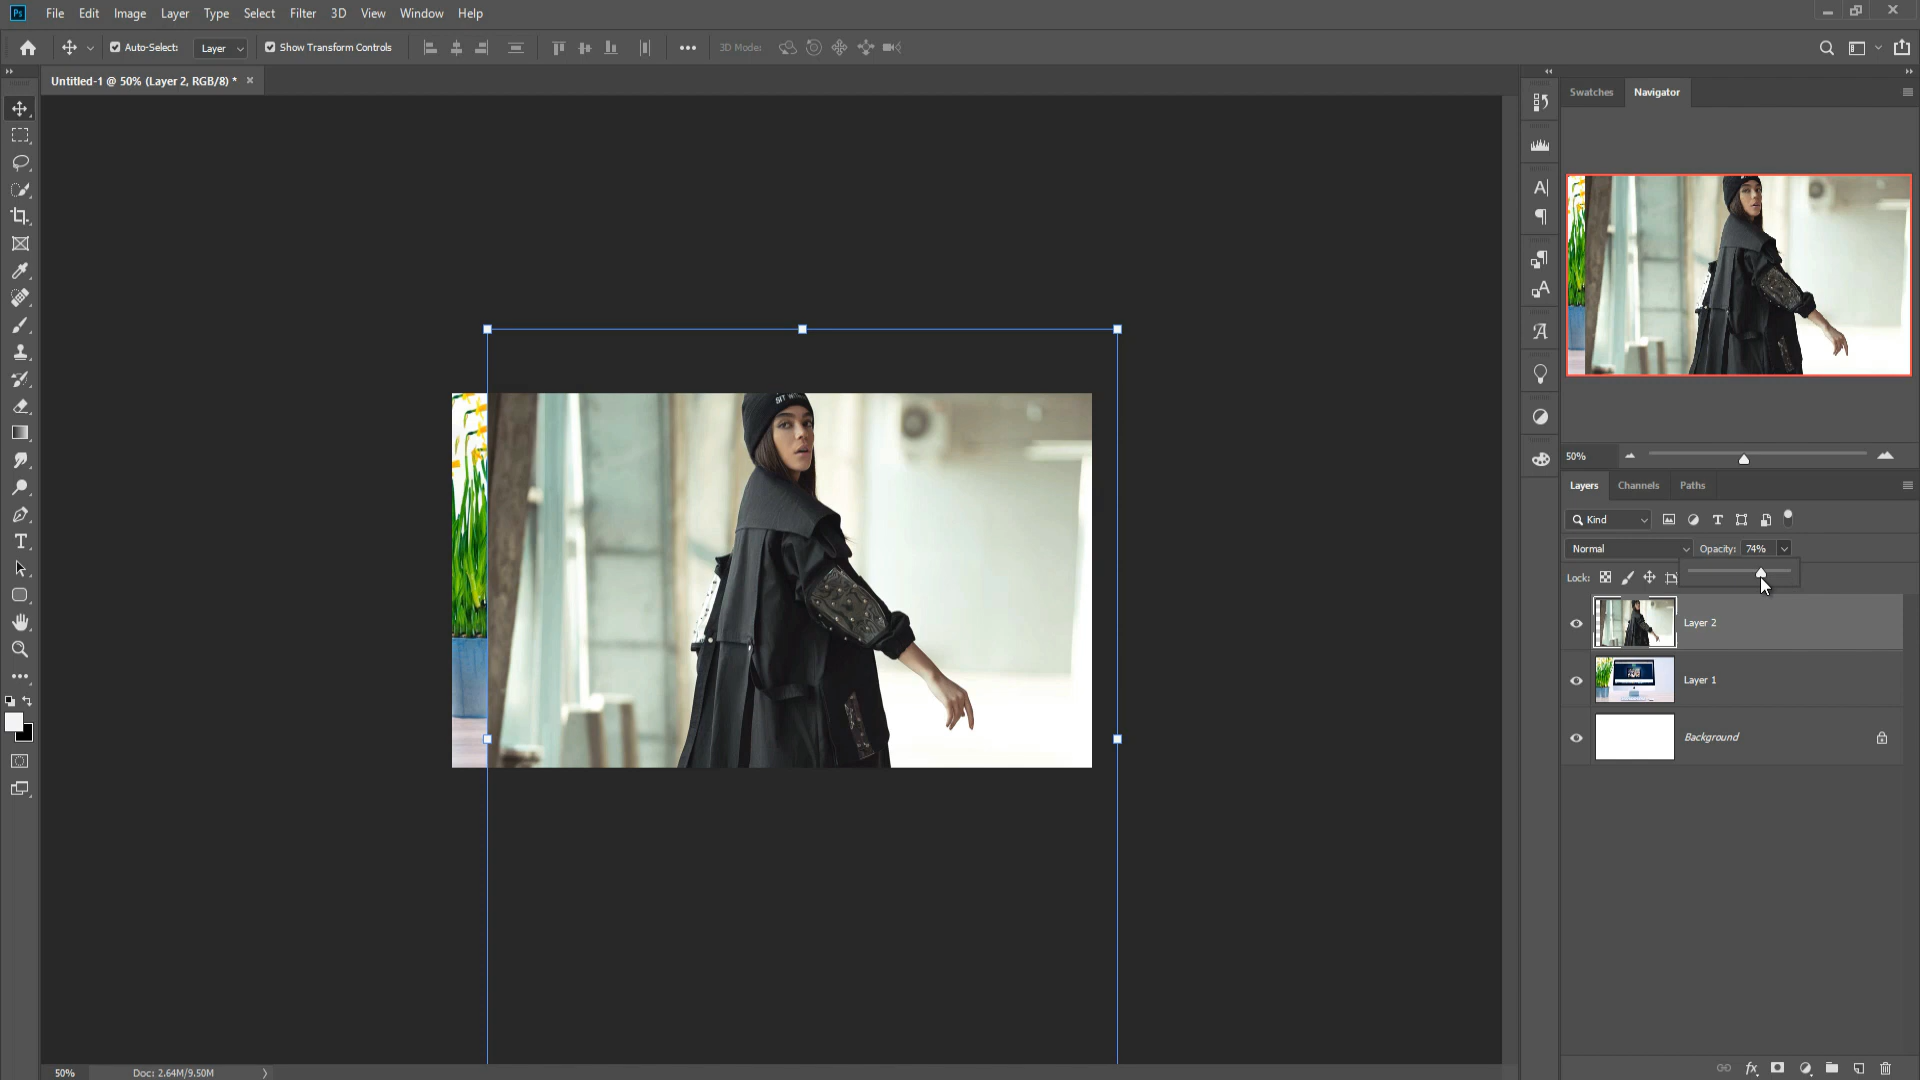 Ps File Edit Image Layer Type Select Filter 3D View Window Help
Auto-Select: Layer Show Transform Controls 3D Mode:
Untitled-1 @ 50% (Layer 2, RGB/8) *
Swatches Navigator
50%
Layers Channels Paths
Kind
Normal Opacity: 74%
Lock:
Layer 2
Layer 1
Background
50% Doc: 2.64M/9.50M